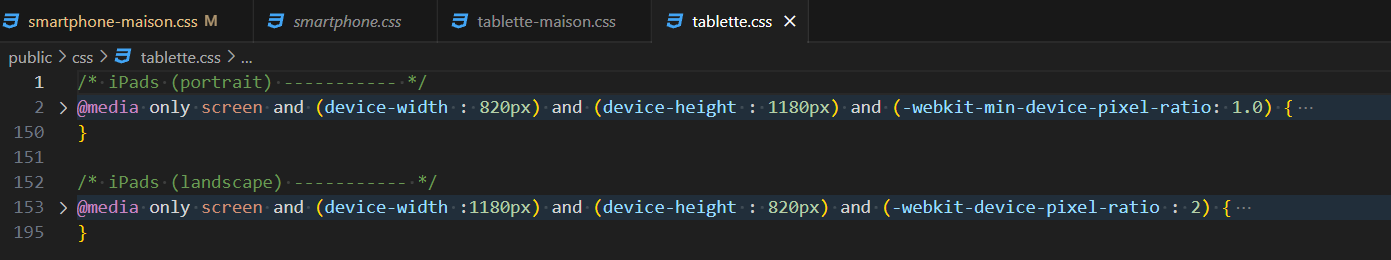 smartphone-maison.css M smartphone.css tablette-maison.css tablette.css ×
public > css > tablette.css > ...
1 /* iPads (portrait) ----------- */
2 > @media only screen and (device-width : 820px) and (device-height : 1180px) and (-webkit-min-device-pixel-ratio: 1.0) { ...
150 }
151
152 /* iPads (landscape) ----------- */
153 > @media only screen and (device-width :1180px) and (device-height : 820px) and (-webkit-device-pixel-ratio : 2) { ...
195 }